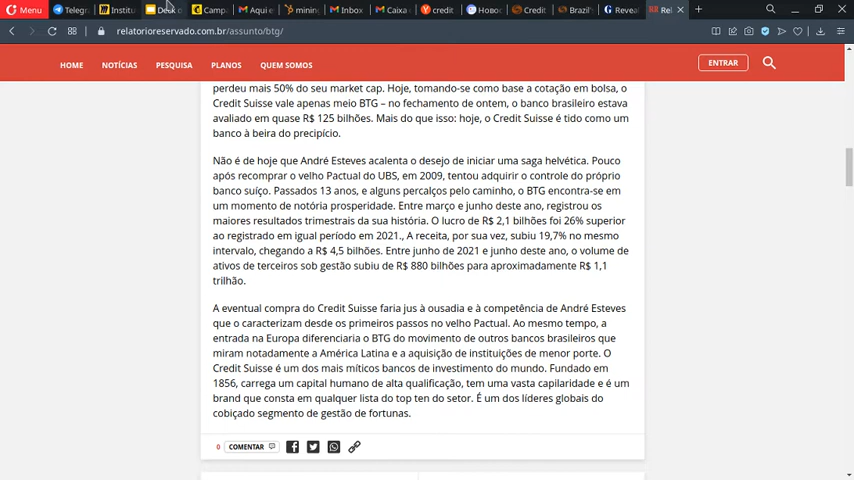 Menu
Telegr
Institu
Desk
Campa
Aqui e
mining
Inbox
Caixa
credit
Ново
Credit
Brazil'
Reveal
Rel
relatorioreservado.com.br/assunto/btg/
HOME
NOTÍCIAS
PESQUISA
PLANOS
QUEM SOMOS
ENTRAR
perdeu mais 50% do seu market cap. Hoje, tomando-se como base a cotação em bolsa, o
Credit Suisse vale apenas meio BTG – no fechamento de ontem, o banco brasileiro estava
avaliado em quase R$ 125 bilhões. Mais do que isso: hoje, o Credit Suisse é tido como um
banco à beira do precipício.
Não é de hoje que André Esteves acalenta o desejo de iniciar uma saga helvética. Pouco
após recomprar o velho Pactual do UBS, em 2009, tentou adquirir o controle do próprio
banco suíço. Passados 13 anos, e alguns percalços pelo caminho, o BTG encontra-se em
um momento de notória prosperidade. Entre março e junho deste ano, registrou os
maiores resultados trimestrais da sua história. O lucro de R$ 2,1 bilhões foi 26% superior
ao registrado em igual período em 2021., A receita, por sua vez, subiu 19,7% no mesmo
intervalo, chegando a R$ 4,5 bilhões. Entre junho de 2021 e junho deste ano, o volume de
ativos de terceiros sob gestão subiu de R$ 880 bilhões para aproximadamente R$ 1,1
trilhão.
A eventual compra do Credit Suisse faria jus à ousadia e à competência de André Esteves
que o caracterizam desde os primeiros passos no velho Pactual. Ao mesmo tempo, a
entrada na Europa diferenciaria o BTG do movimento de outros bancos brasileiros que
miram notadamente a América Latina e a aquisição de instituições de menor porte. O
Credit Suisse é um dos mais míticos bancos de investimento do mundo. Fundado em
1856, carrega um capital humano de alta qualificação, tem uma vasta capilaridade e é um
brand que consta em qualquer lista do top ten do setor. É um dos líderes globais do
cobiçado segmento de gestão de fortunas.
0 COMENTAR